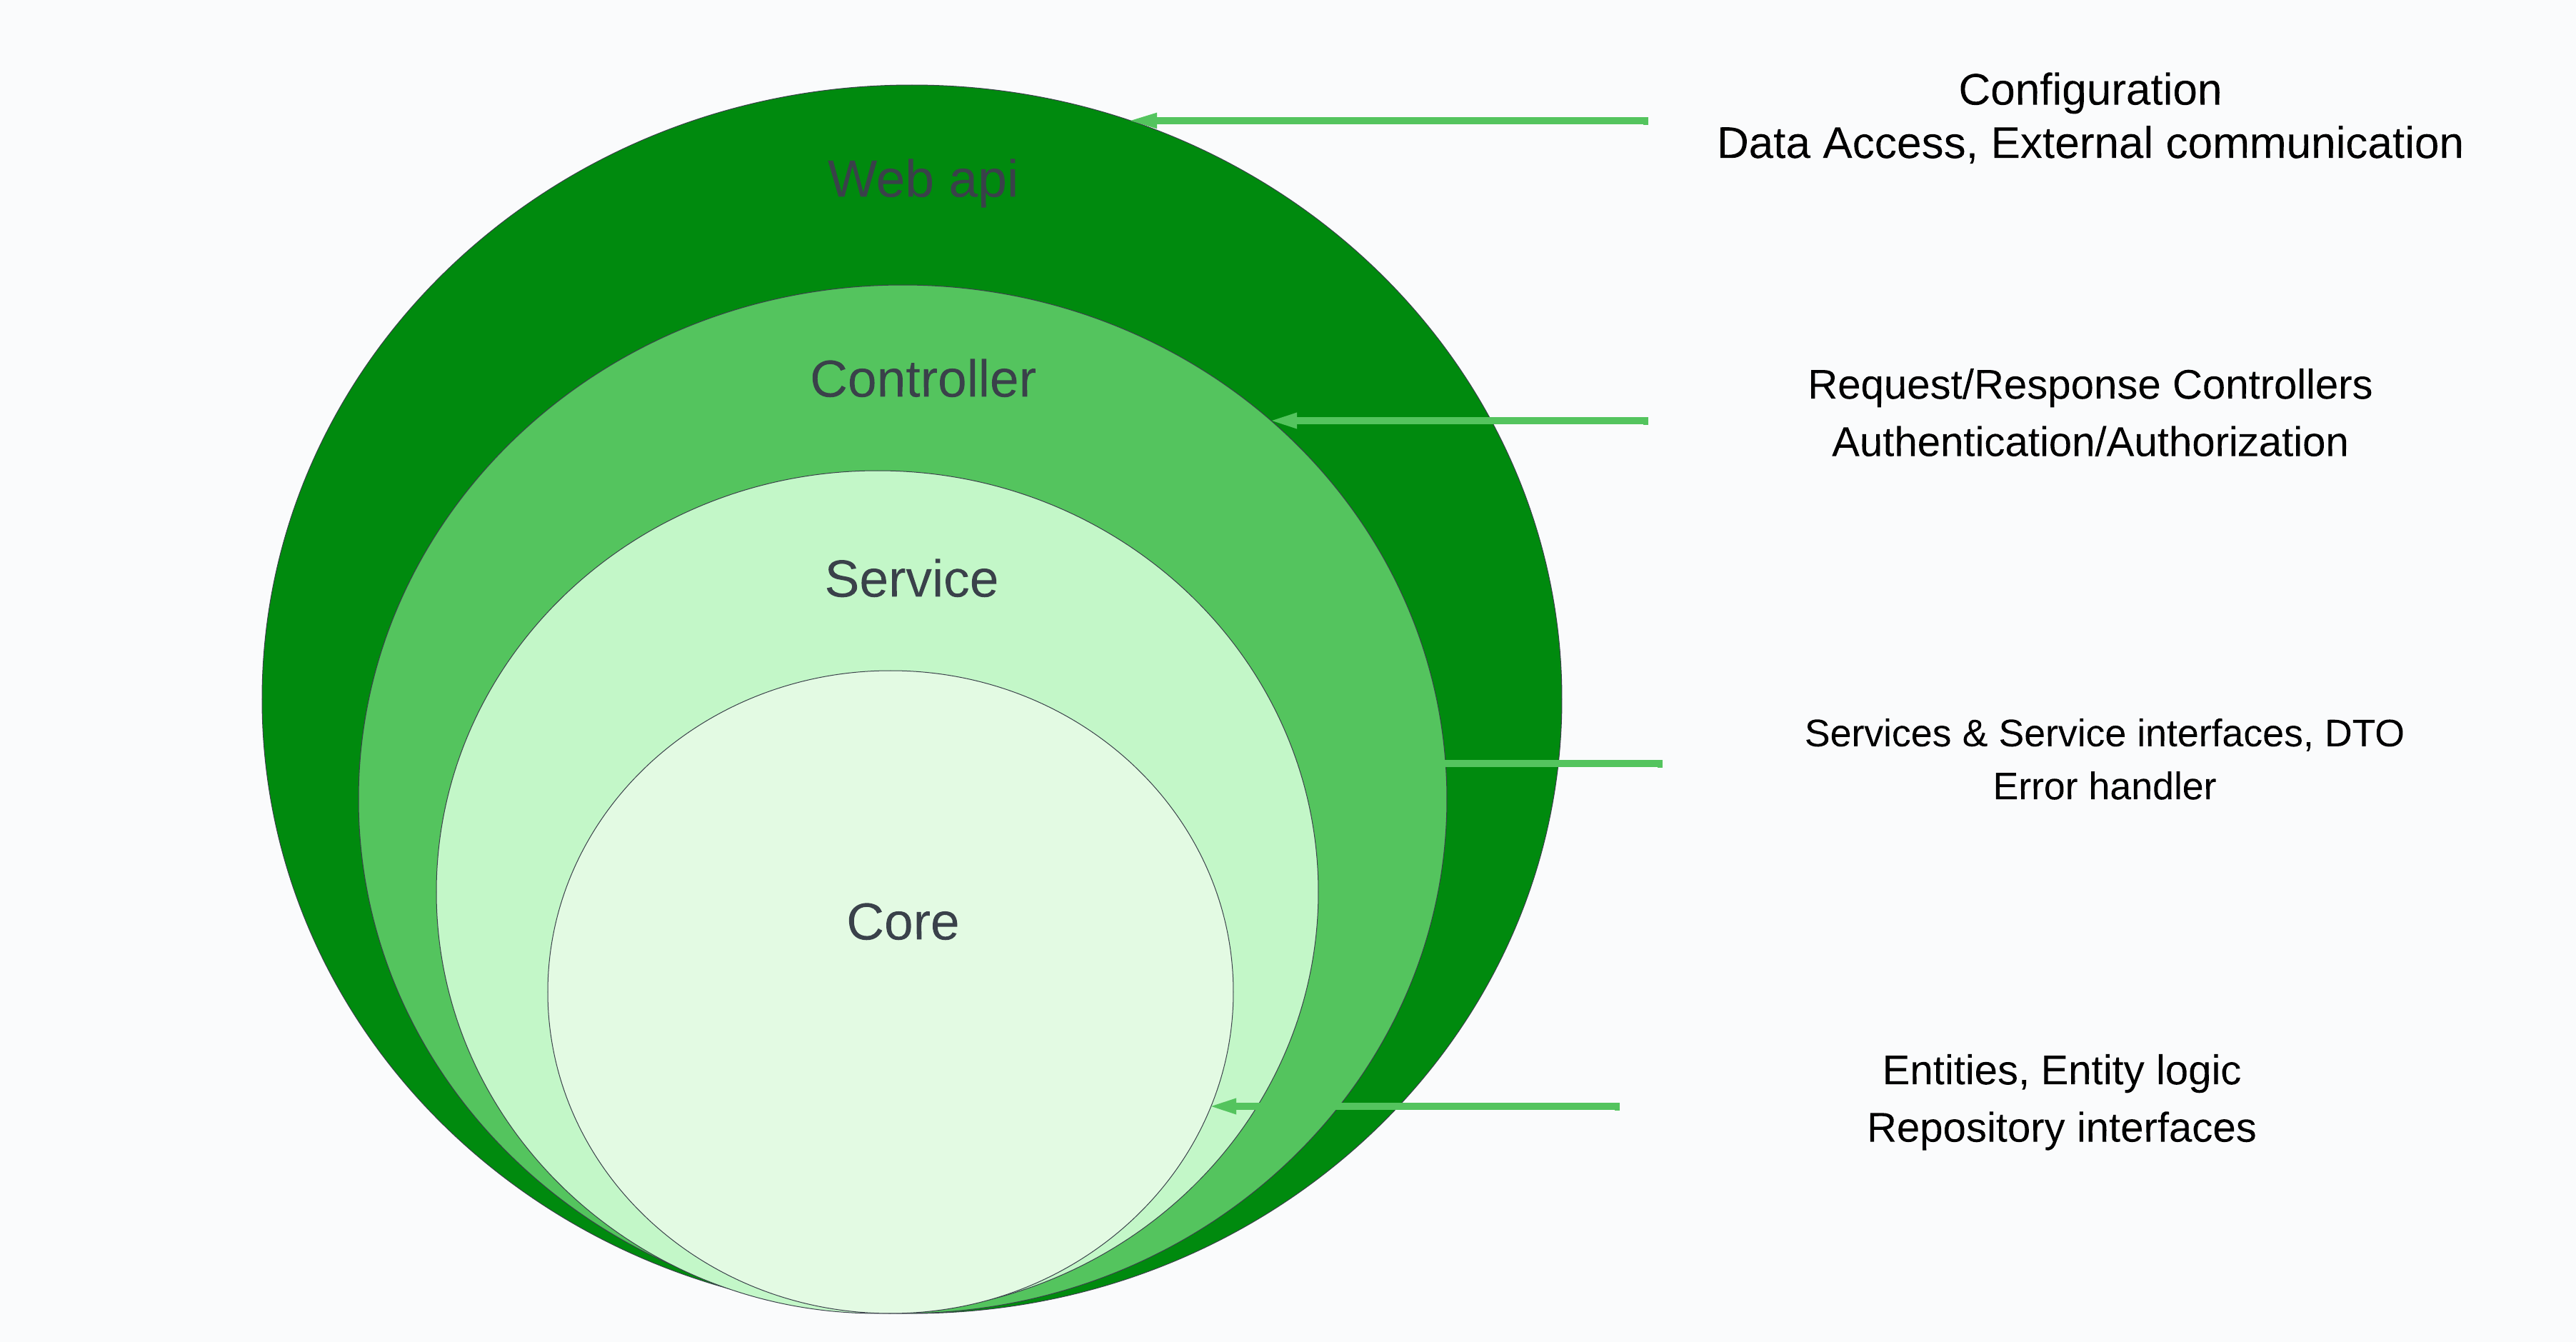 Configuration
Data Access, External communication
Web api
Controller
Request/Response Controllers
Authentication/Authorization
Service
Services & Service interfaces, DTO
Error handler
Core
Entities, Entity logic
Repository interfaces